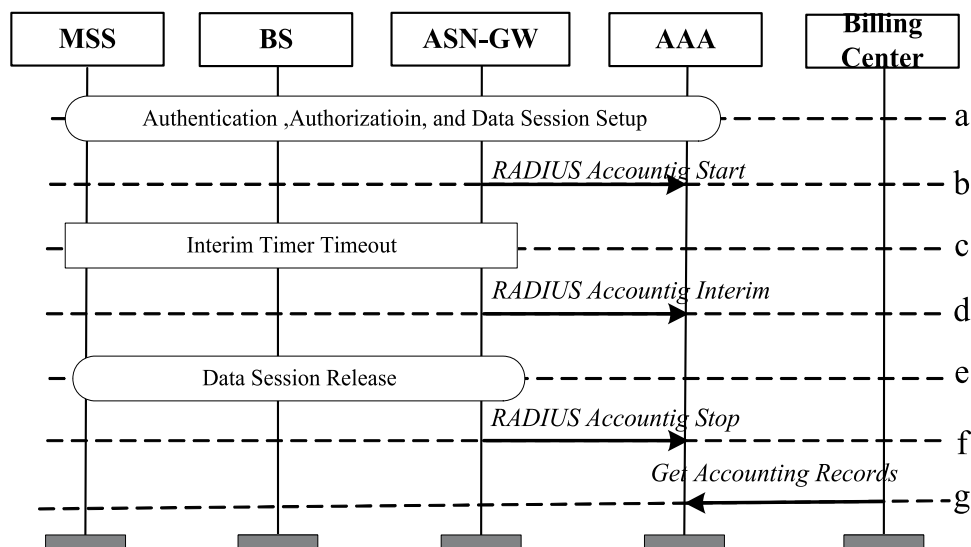 MSS
BS
ASN-GW
AAA
Billing
Center
Authentication ,Authorizatioin, and Data Session Setup
a
RADIUS Accountig Start
b
Interim Timer Timeout
c
RADIUS Accountig Interim
d
Data Session Release
e
RADIUS Accountig Stop
f
Get Accounting Records
g